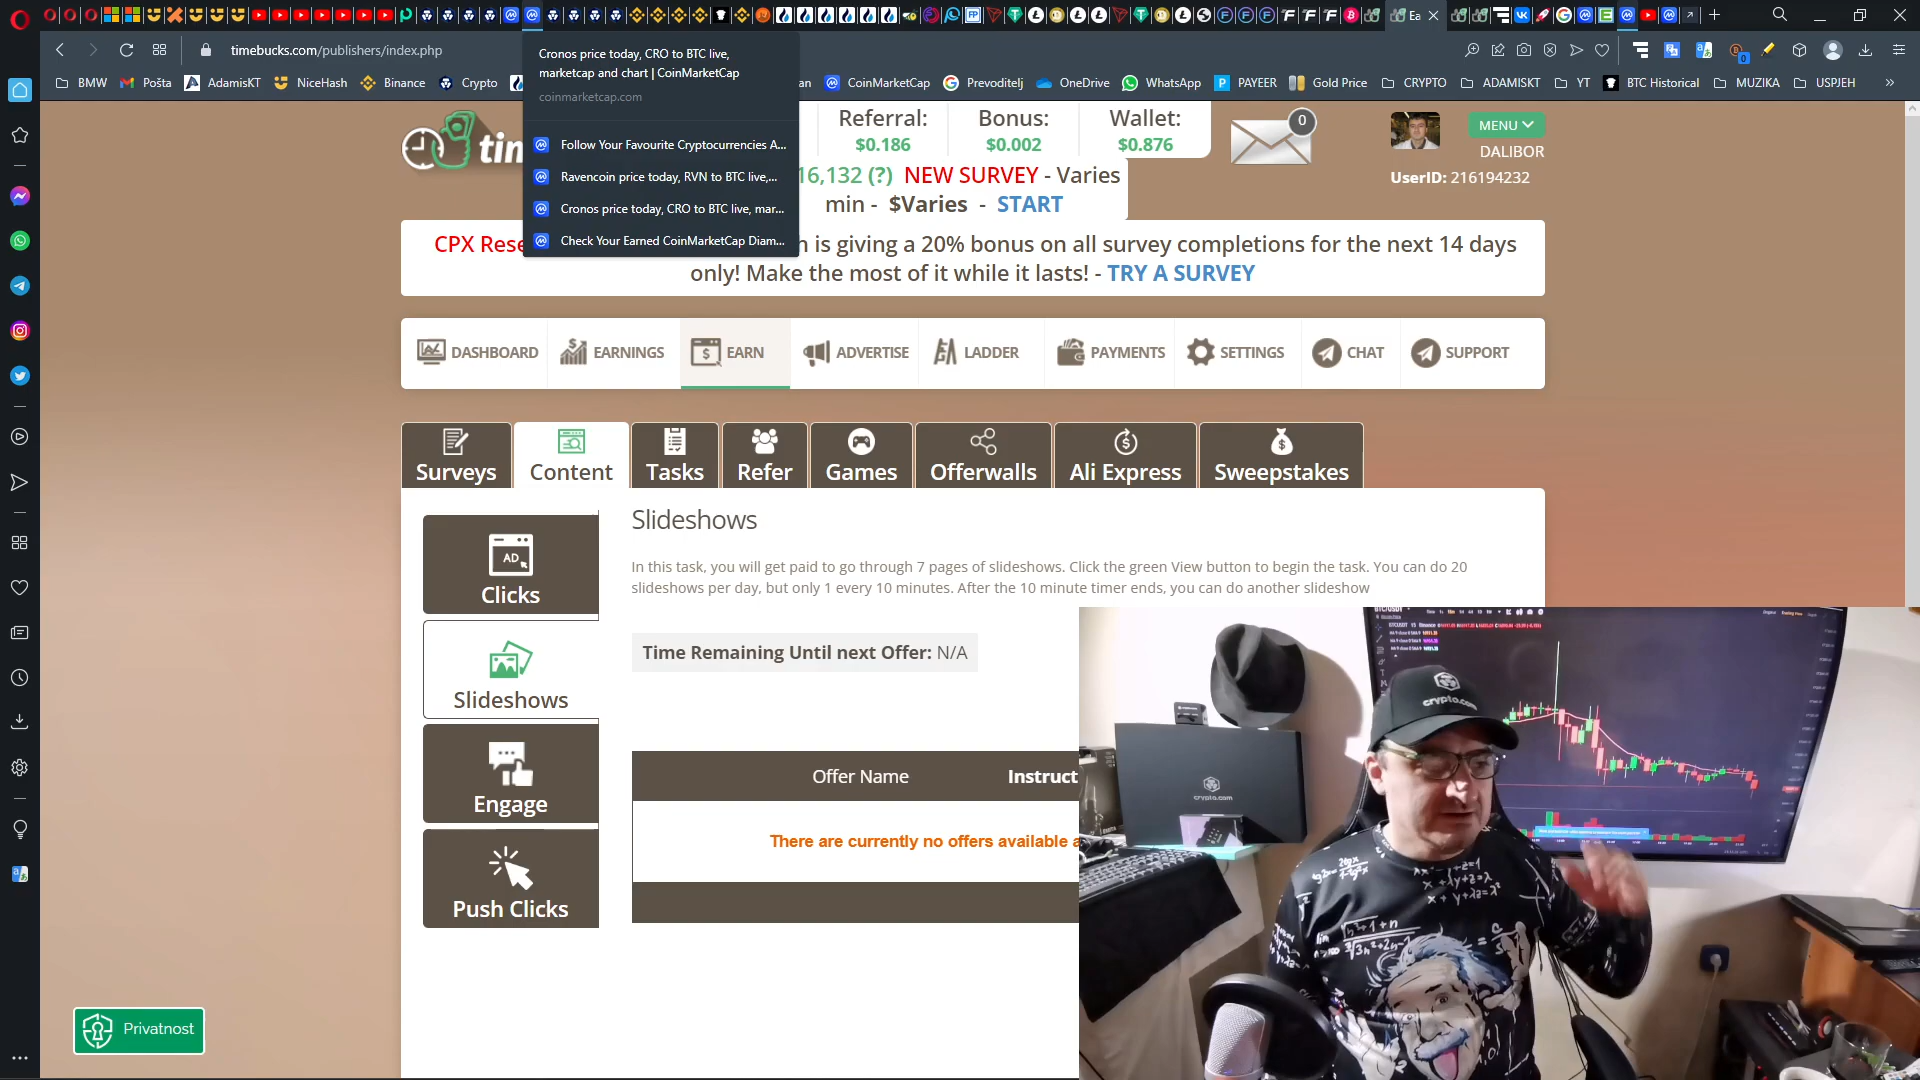 timebucks.com/publishers/index.php
BMW
Pošta
AdamisKT
NiceHash
Binance
Crypto
CoinMarketCap
Prevoditelj
OneDrive
WhatsApp
PAYEER
Gold Price
CRYPTO
ADAMISKT
YT
BTC Historical
MUZIKA
USPJEH
Cronos price today, CRO to BTC live,
marketcap and chart | CoinMarketCap
coinmarketcap.com
Follow Your Favourite Cryptocurrencies A...
Ravencoin price today, RVN to BTC live,...
Cronos price today, CRO to BTC live, mar...
Check Your Earned CoinMarketCap Diam...
Referral:
$0.186
Bonus:
$0.002
Wallet:
$0.876
0
MENU
DALIBOR
UserID: 216194232
16,132 (?) NEW SURVEY - Varies
min - $Varies - START
is giving a 20% bonus on all survey completions for the next 14 days
only! Make the most of it while it lasts! - TRY A SURVEY
DASHBOARD
EARNINGS
EARN
ADVERTISE
LADDER
PAYMENTS
SETTINGS
CHAT
SUPPORT
Surveys
Content
Tasks
Refer
Games
Offerwalls
Ali Express
Sweepstakes
AD
Clicks
Slideshows
Engage
Push Clicks
Slideshows
In this task, you will get paid to go through 7 pages of slideshows. Click the green View button to begin the task. You can do 20
slideshows per day, but only 1 every 10 minutes. After the 10 minute timer ends, you can do another slideshow
Time Remaining Until next Offer: N/A
Offer Name
There are currently no offers available
crypto.com
crypto.com
Privatnost